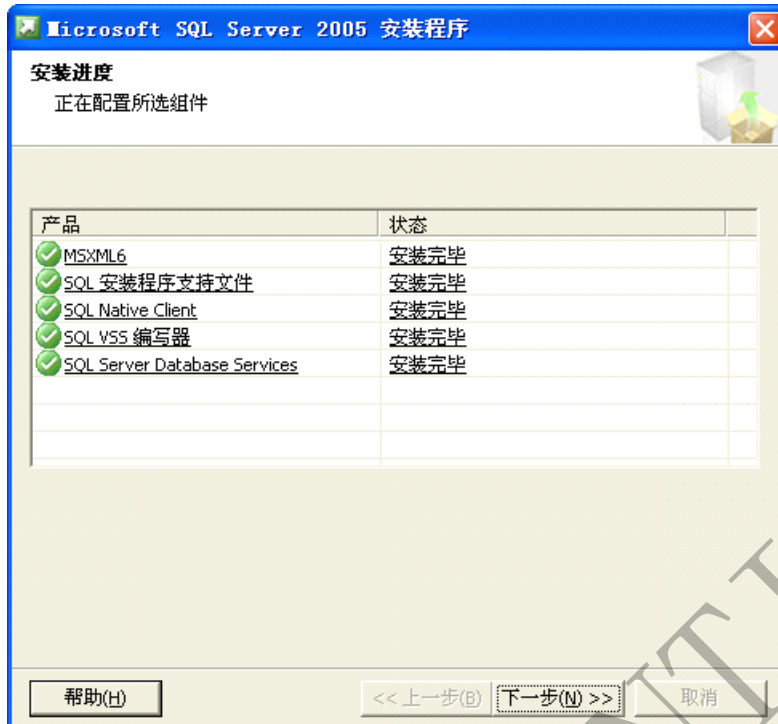 Microsoft SQL Server 2005 安装程序
安装进度
正在配置所选组件
产品 状态
MSXML6 安装完毕
SQL 安装程序支持文件 安装完毕
SQL Native Client 安装完毕
SQL VSS 编写器 安装完毕
SQL Server Database Services 安装完毕
帮助(H) << 上一步(B) 下一步(N) >> 取消